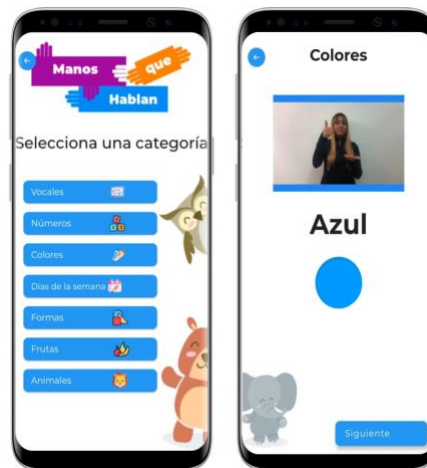 Manos
que
Hablan
Selecciona una categoría
Vocales
Números
Colores
Días de la semana
Formas
Frutas
Animales
Colores
Azul
Siguiente